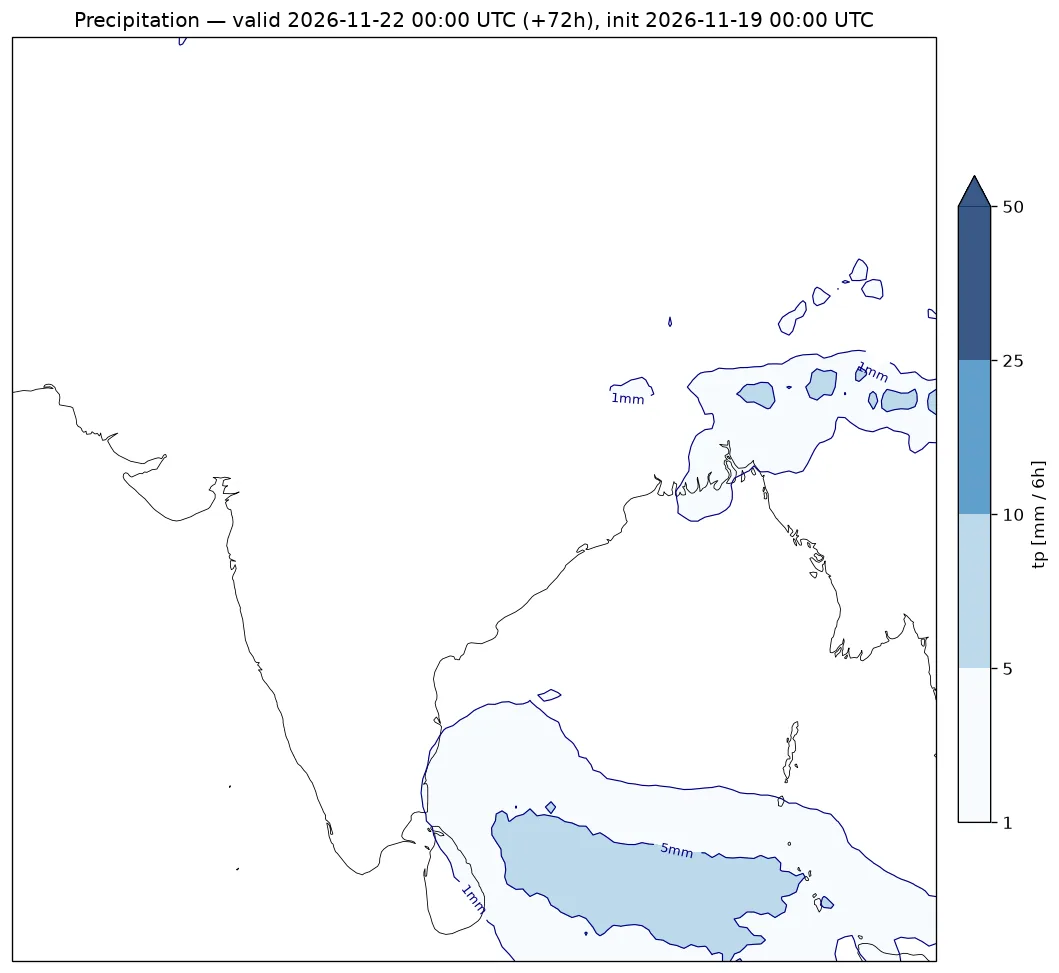 Precipitation — valid 2026-11-22 00:00 UTC (+72h), init 2026-11-19 00:00 UTC
50
25
10
5
1
tp [mm / 6h]
1mm
1mm
5mm
1mm